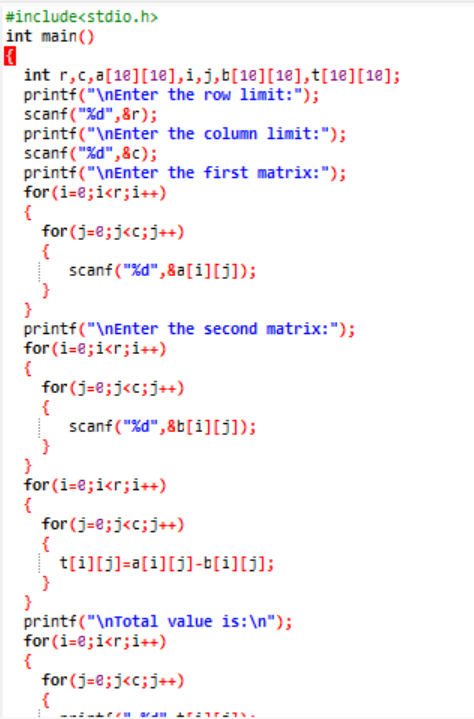 #include<stdio.h>
int main()
{
int r,c,a[10][10],i,j,b[10][10],t[10][10];
printf("\nEnter the row limit:");
scanf("%d",&r);
printf("\nEnter the column limit:");
scanf("%d",&c);
printf("\nEnter the first matrix:");
for(i=0;i<r;i++)
{
for(j=0;j<c;j++)
{
scanf("%d",&a[i][j]);
}
}
printf("\nEnter the second matrix:");
for(i=0;i<r;i++)
{
for(j=0;j<c;j++)
{
scanf("%d",&b[i][j]);
}
}
for(i=0;i<r;i++)
{
for(j=0;j<c;j++)
{
t[i][j]=a[i][j]-b[i][j];
}
}
printf("\nTotal value is:\n");
for(i=0;i<r;i++)
{
for(j=0;j<c;j++)
{